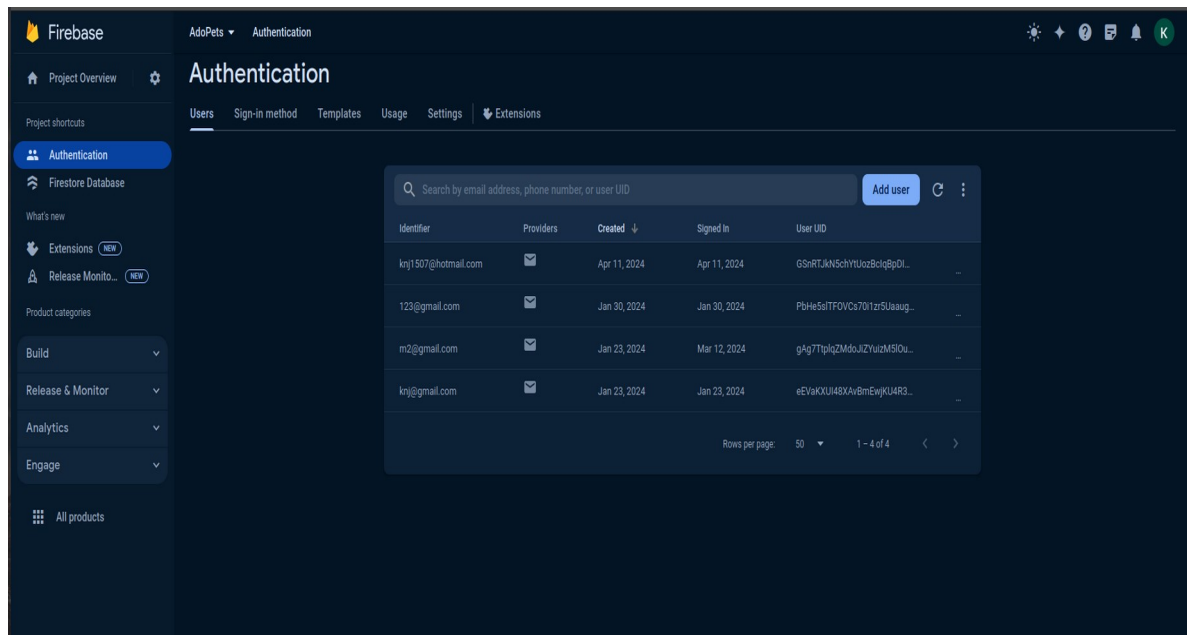 Firebase
AdoPets Authentication
K
Project Overview
Authentication
Users Sign-in method Templates Usage Settings Extensions
Project shortcuts
Authentication
Firestore Database
What's new
Extensions NEW
Release Monito... NEW
Product categories
Build
Release & Monitor
Analytics
Engage
All products
Search by email address, phone number, or user UID Add user
Identifier Providers Created Signed In User UID
knj1507@hotmail.com Apr 11, 2024 Apr 11, 2024 GSnRTJkN5chYtUozBcIqBpDl...
123@gmail.com Jan 30, 2024 Jan 30, 2024 PbHe5slTFOVCs70i1zr5Uaaug...
m2@gmail.com Jan 23, 2024 Mar 12, 2024 gAg7TtplqZMdoJlZYuizM5lOu...
knj@gmail.com Jan 23, 2024 Jan 23, 2024 eEVaKXUl48XAvBmEwjKU4R3...
Rows per page: 50 1 – 4 of 4